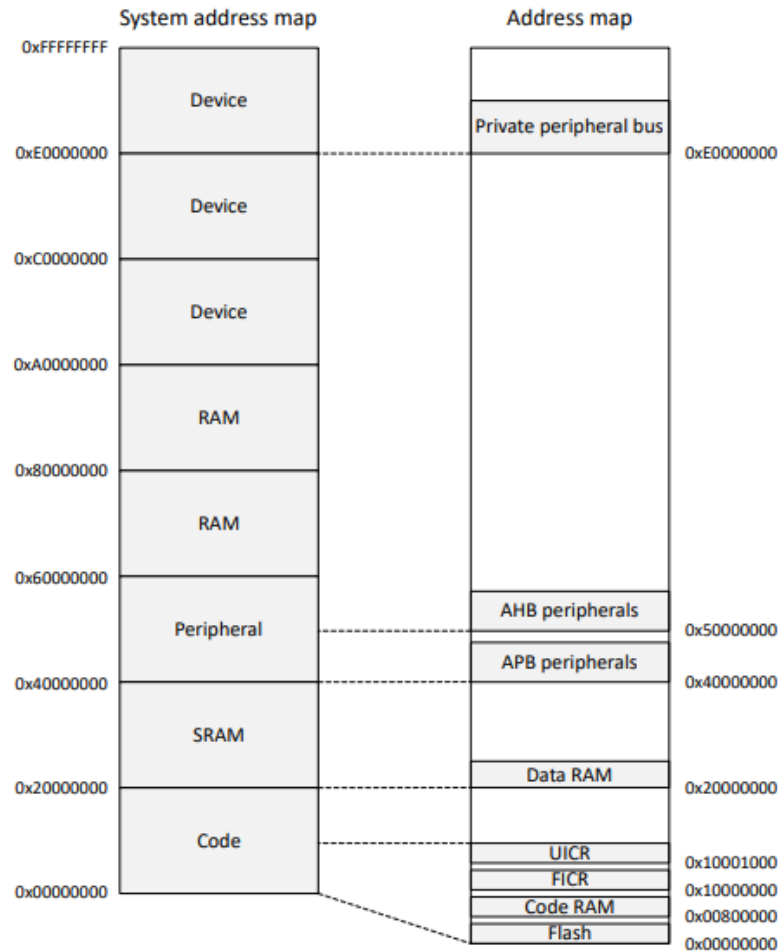 System address map
Address map
0xFFFFFFFF
Device
Private peripheral bus
0xE0000000
0xE0000000
Device
0xC0000000
Device
0xA0000000
RAM
0x80000000
RAM
0x60000000
Peripheral
AHB peripherals
0x50000000
APB peripherals
0x40000000
0x40000000
SRAM
Data RAM
0x20000000
0x20000000
Code
UICR
0x10001000
FICR
0x00000000
0x10000000
Code RAM
0x00800000
Flash
0x00000000